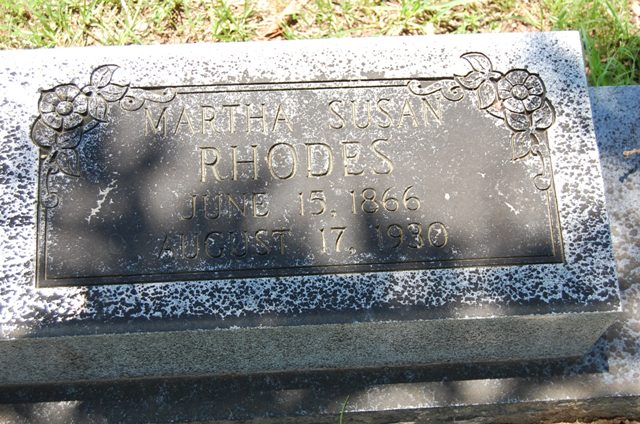 MARTHA SUSAN
RHODES
JUNE 15, 1866
AUGUST 17, 1930